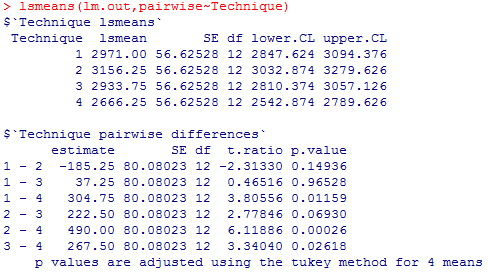 > lsmeans(lm.out,pairwise~Technique)
$`Technique lsmeans`
 Technique  lsmean       SE df lower.CL upper.CL
         1 2971.00 56.62528 12 2847.624 3094.376
         2 3156.25 56.62528 12 3032.874 3279.626
         3 2933.75 56.62528 12 2810.374 3057.126
         4 2666.25 56.62528 12 2542.874 2789.626
$`Technique pairwise differences`
      estimate       SE df  t.ratio p.value
1 - 2  -185.25 80.08023 12 -2.31330 0.14936
1 - 3    37.25 80.08023 12  0.46516 0.96528
1 - 4   304.75 80.08023 12  3.80556 0.01159
2 - 3   222.50 80.08023 12  2.77846 0.06930
2 - 4   490.00 80.08023 12  6.11886 0.00026
3 - 4   267.50 80.08023 12  3.34040 0.02618
    p values are adjusted using the tukey method for 4 means